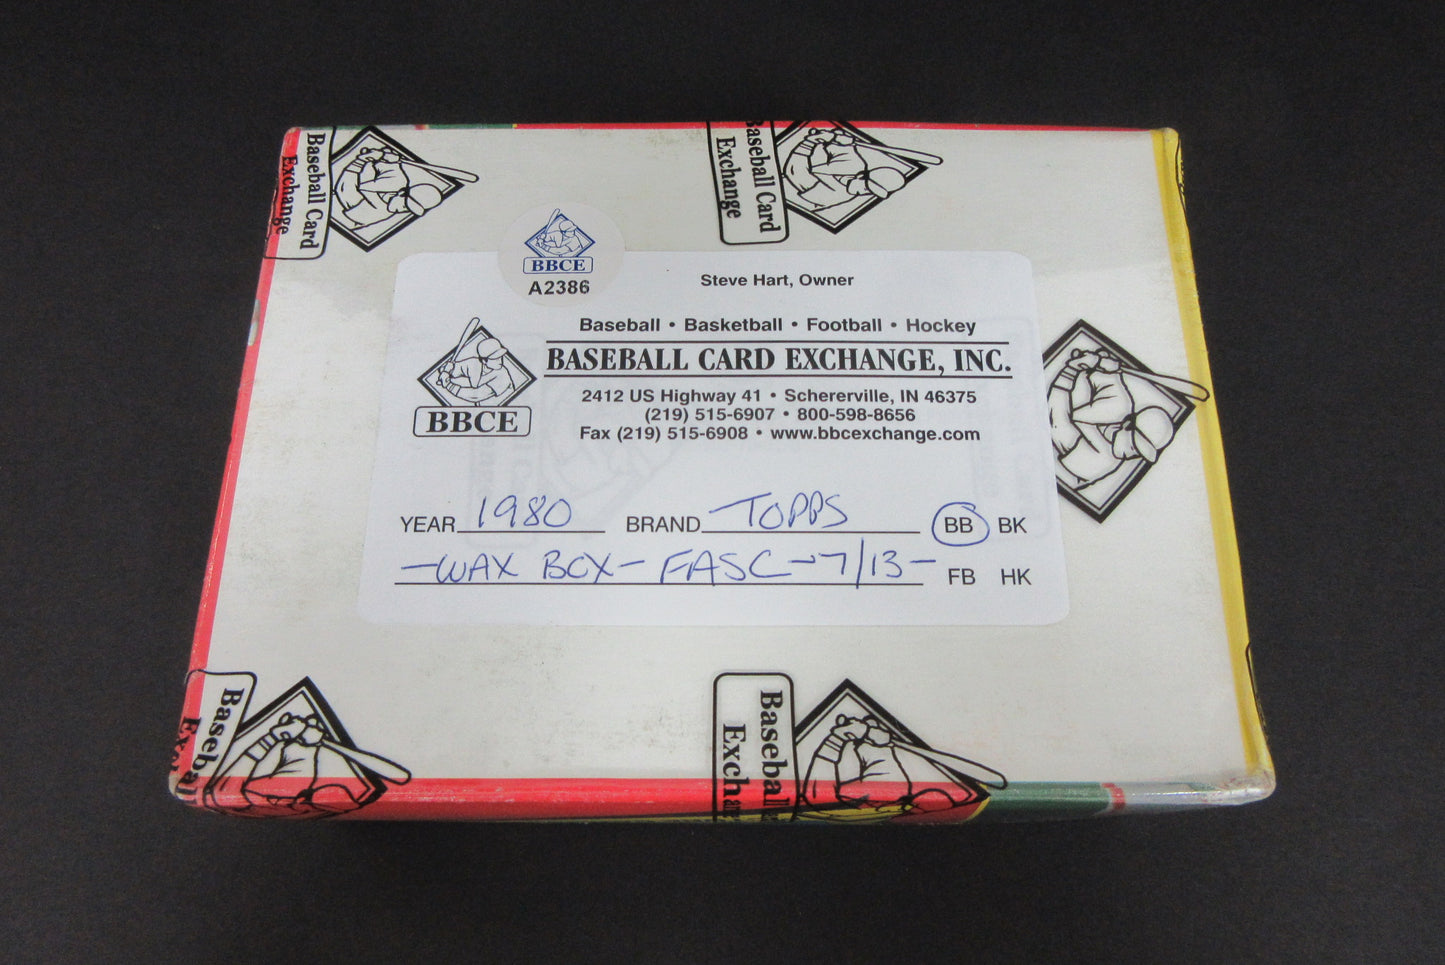 Baseball Card
Exchange
Baseball Card
Exchange
BBCE
A2386
Steve Hart, Owner
Baseball • Basketball • Football • Hockey
BASEBALL CARD EXCHANGE, INC.
2412 US Highway 41 • Schererville, IN 46375
(219) 515-6907 • 800-598-8656
Fax (219) 515-6908 • www.bbcexchange.com
BBCE
YEAR 1980 BRAND TOPPS BB BK
-WAX BOX- FASC-7/13- FB HK
Baseball
Baseball